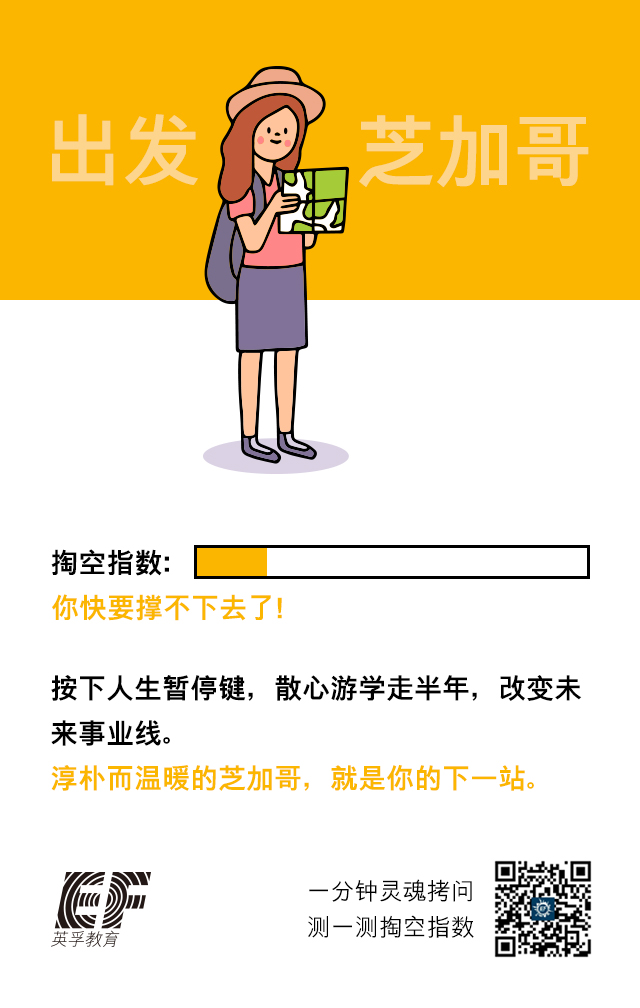 出发 芝加哥
掏空指数:
你快要撑不下去了!
按下人生暂停键，散心游学走半年，改变未
来事业线。
淳朴而温暖的芝加哥，就是你的下一站。
一分钟灵魂拷问
测一测掏空指数
EF
英孚教育